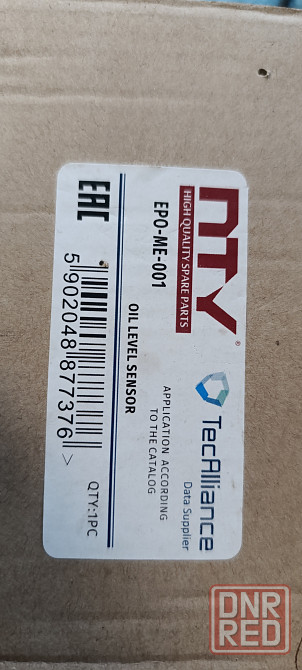 NTY
®
HIGH QUALITY SPARE PARTS
TecAlliance
Data Supplier
EPO-ME-001
APPLICATION ACCORDING
TO THE CATALOG
OIL LEVEL SENSOR
EAC
5 902048 877376 >
QTY:1PC
DNR
RED